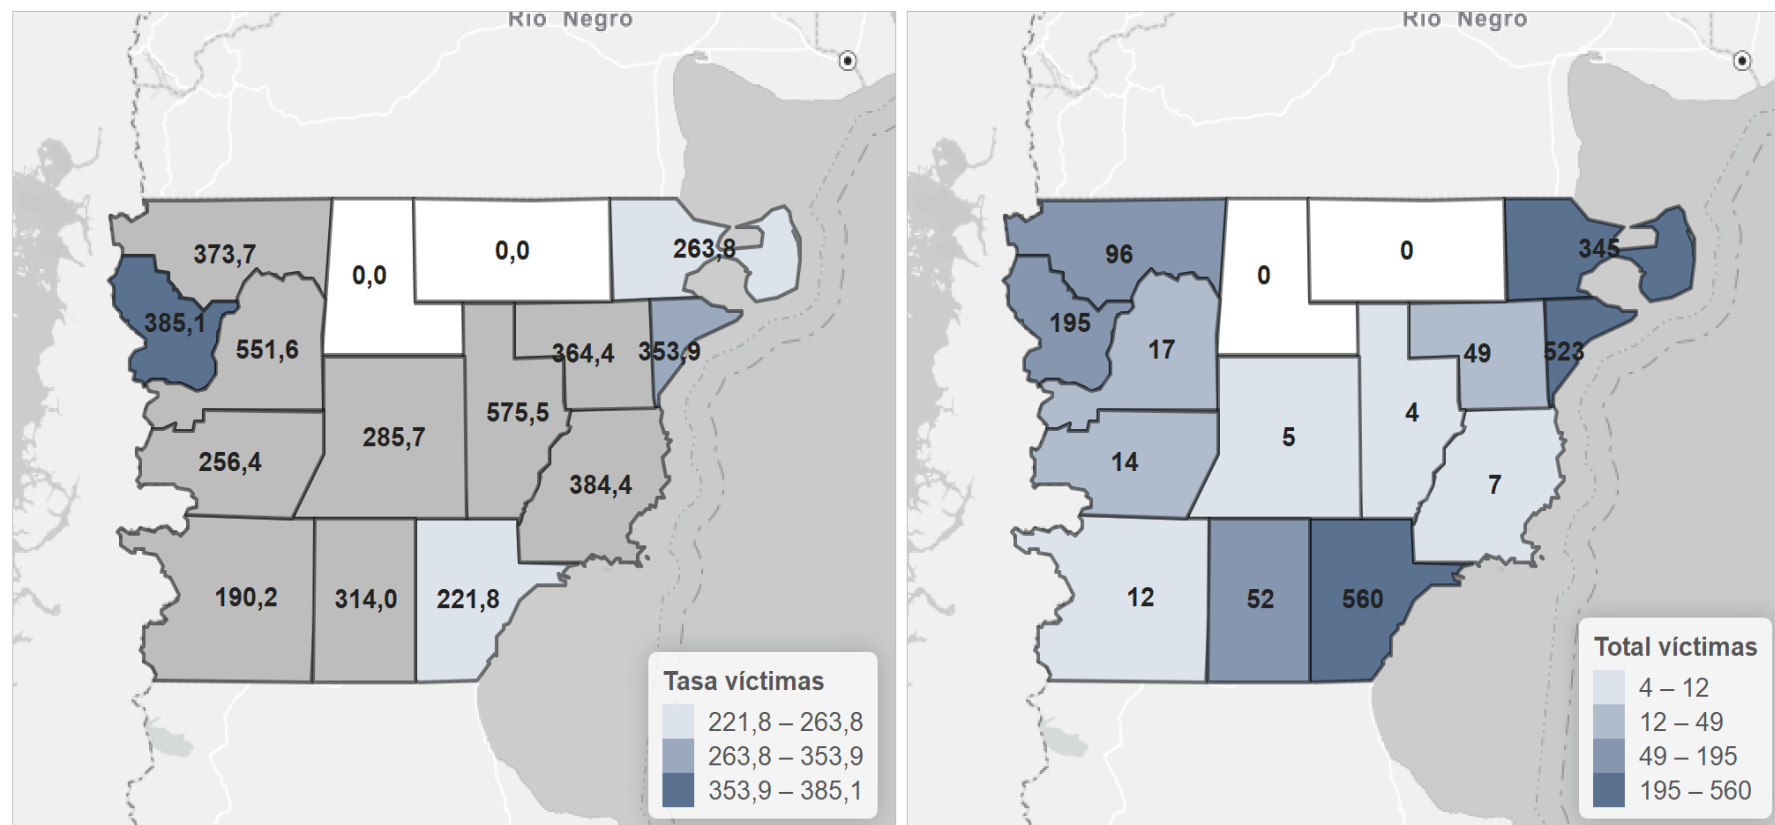 Río Negro
373,7
0,0
0,0
263,8
385,1
551,6
364,4
353,9
575,5
285,7
256,4
384,4
190,2
314,0
221,8
Tasa víctimas
221,8 – 263,8
263,8 – 353,9
353,9 – 385,1
Río Negro
96
0
0
345
195
17
49
523
4
5
14
7
12
52
560
Total víctimas
4 – 12
12 – 49
49 – 195
195 – 560